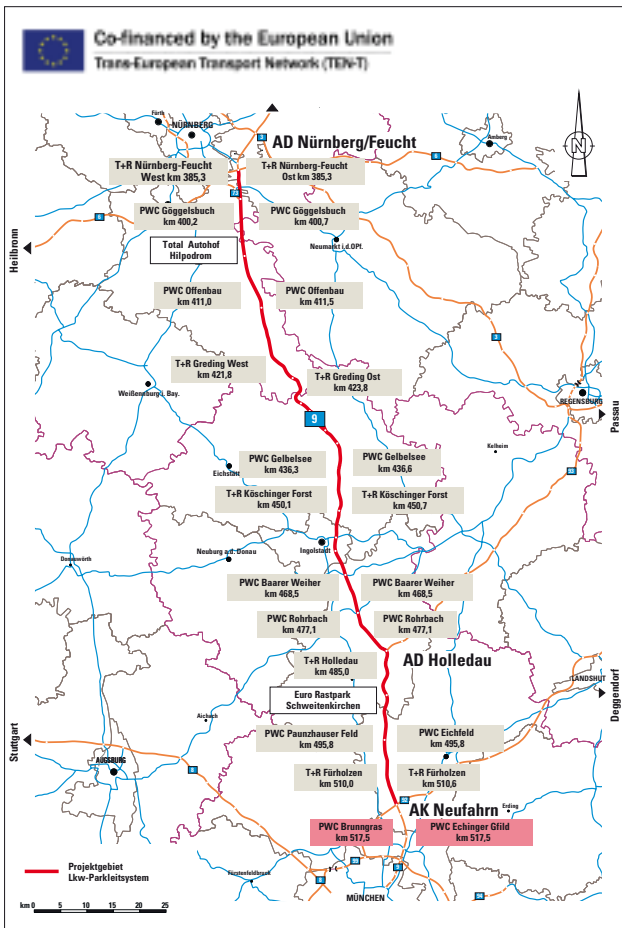 Co-financed by the European Union
Trans-European Transport Network (TEN-T)
Fürth
NÜRNBERG
AD Nürnberg/Feucht
Amberg
N
T+R Nürnberg-Feucht
West km 385,3
T+R Nürnberg-Feucht
Ost km 385,3
PWC Göggelsbuch
km 400,2
PWC Göggelsbuch
km 400,7
Heilbronn
Total Autohof
Hilpodrom
Neumarkt i.d.OPf.
PWC Offenbau
km 411,0
PWC Offenbau
km 411,5
T+R Greding West
km 421,8
T+R Greding Ost
km 423,8
Weißenburg i. Bay.
REGENSBURG
Passau
9
PWC Gelbelsee
km 436,3
PWC Gelbelsee
km 436,6
Kelheim
Eichstätt
T+R Köschinger Forst
km 450,1
T+R Köschinger Forst
km 450,7
Ingolstadt
Neuburg a.d. Donau
Donauwörth
PWC Baarer Weiher
km 468,5
PWC Baarer Weiher
km 468,5
PWC Rohrbach
km 477,1
PWC Rohrbach
km 477,1
AD Holledau
T+R Holledau
km 485,0
LANDSHUT
Deggendorf
Euro Rastpark
Schweitenkirchen
Aichach
Stuttgart
PWC Paunzhauser Feld
km 495,8
PWC Eichfeld
km 495,8
AUGSBURG
T+R Fürholzen
km 510,0
T+R Fürholzen
km 510,6
AK Neufahrn
Erding
PWC Brunngras
km 517,5
PWC Echinger Gfild
km 517,5
Projektgebiet
Lkw-Parkleitsystem
Fürstenfeldbruck
MÜNCHEN
km 0 5 10 15 20 25